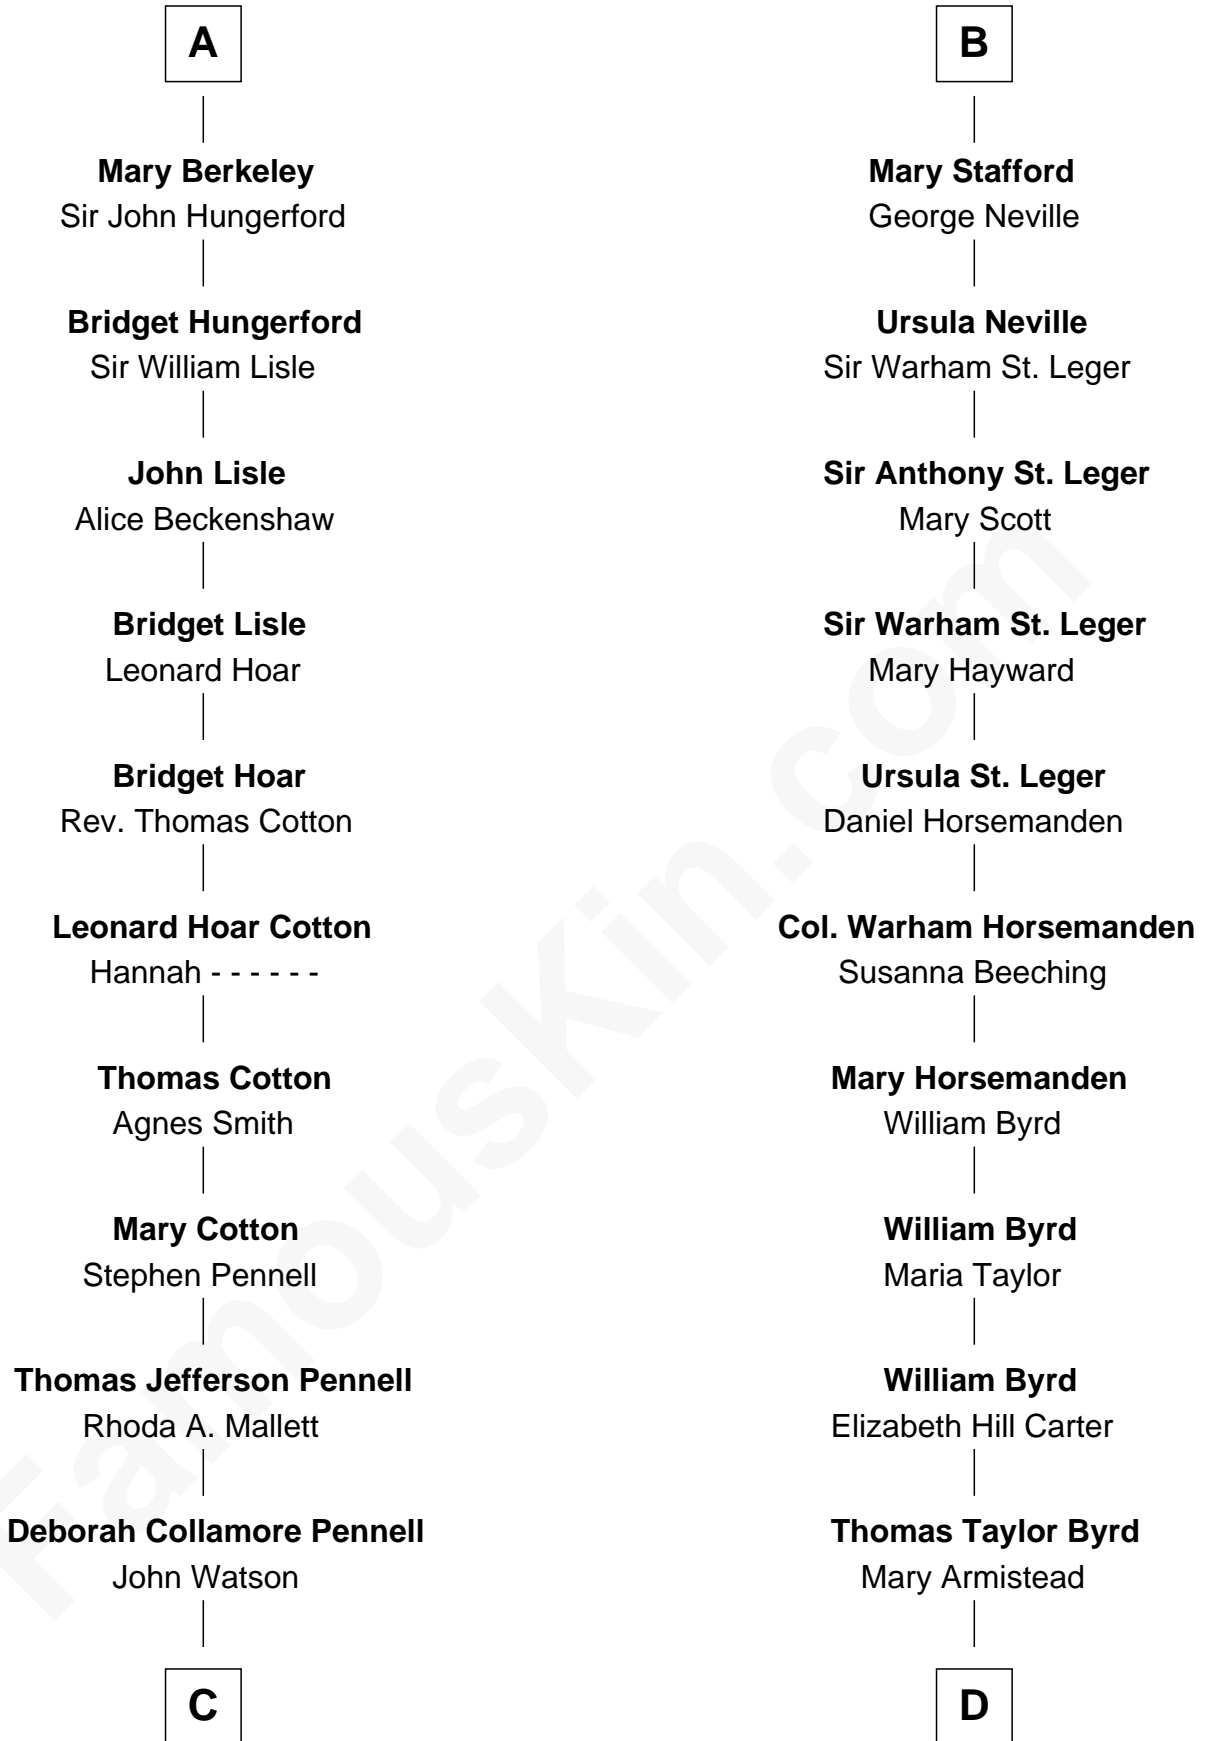 A
Mary Berkeley
Sir John Hungerford
Bridget Hungerford
Sir William Lisle
John Lisle
Alice Beckenshaw
Bridget Lisle
Leonard Hoar
Bridget Hoar
Rev. Thomas Cotton
Leonard Hoar Cotton
Hannah - - - - - -
Thomas Cotton
Agnes Smith
Mary Cotton
Stephen Pennell
Thomas Jefferson Pennell
Rhoda A. Mallett
Deborah Collamore Pennell
John Watson
C
B
Mary Stafford
George Neville
Ursula Neville
Sir Warham St. Leger
Sir Anthony St. Leger
Mary Scott
Sir Warham St. Leger
Mary Hayward
Ursula St. Leger
Daniel Horsemanden
Col. Warham Horsemanden
Susanna Beeching
Mary Horsemanden
William Byrd
William Byrd
Maria Taylor
William Byrd
Elizabeth Hill Carter
Thomas Taylor Byrd
Mary Armistead
D
FamousKin.com